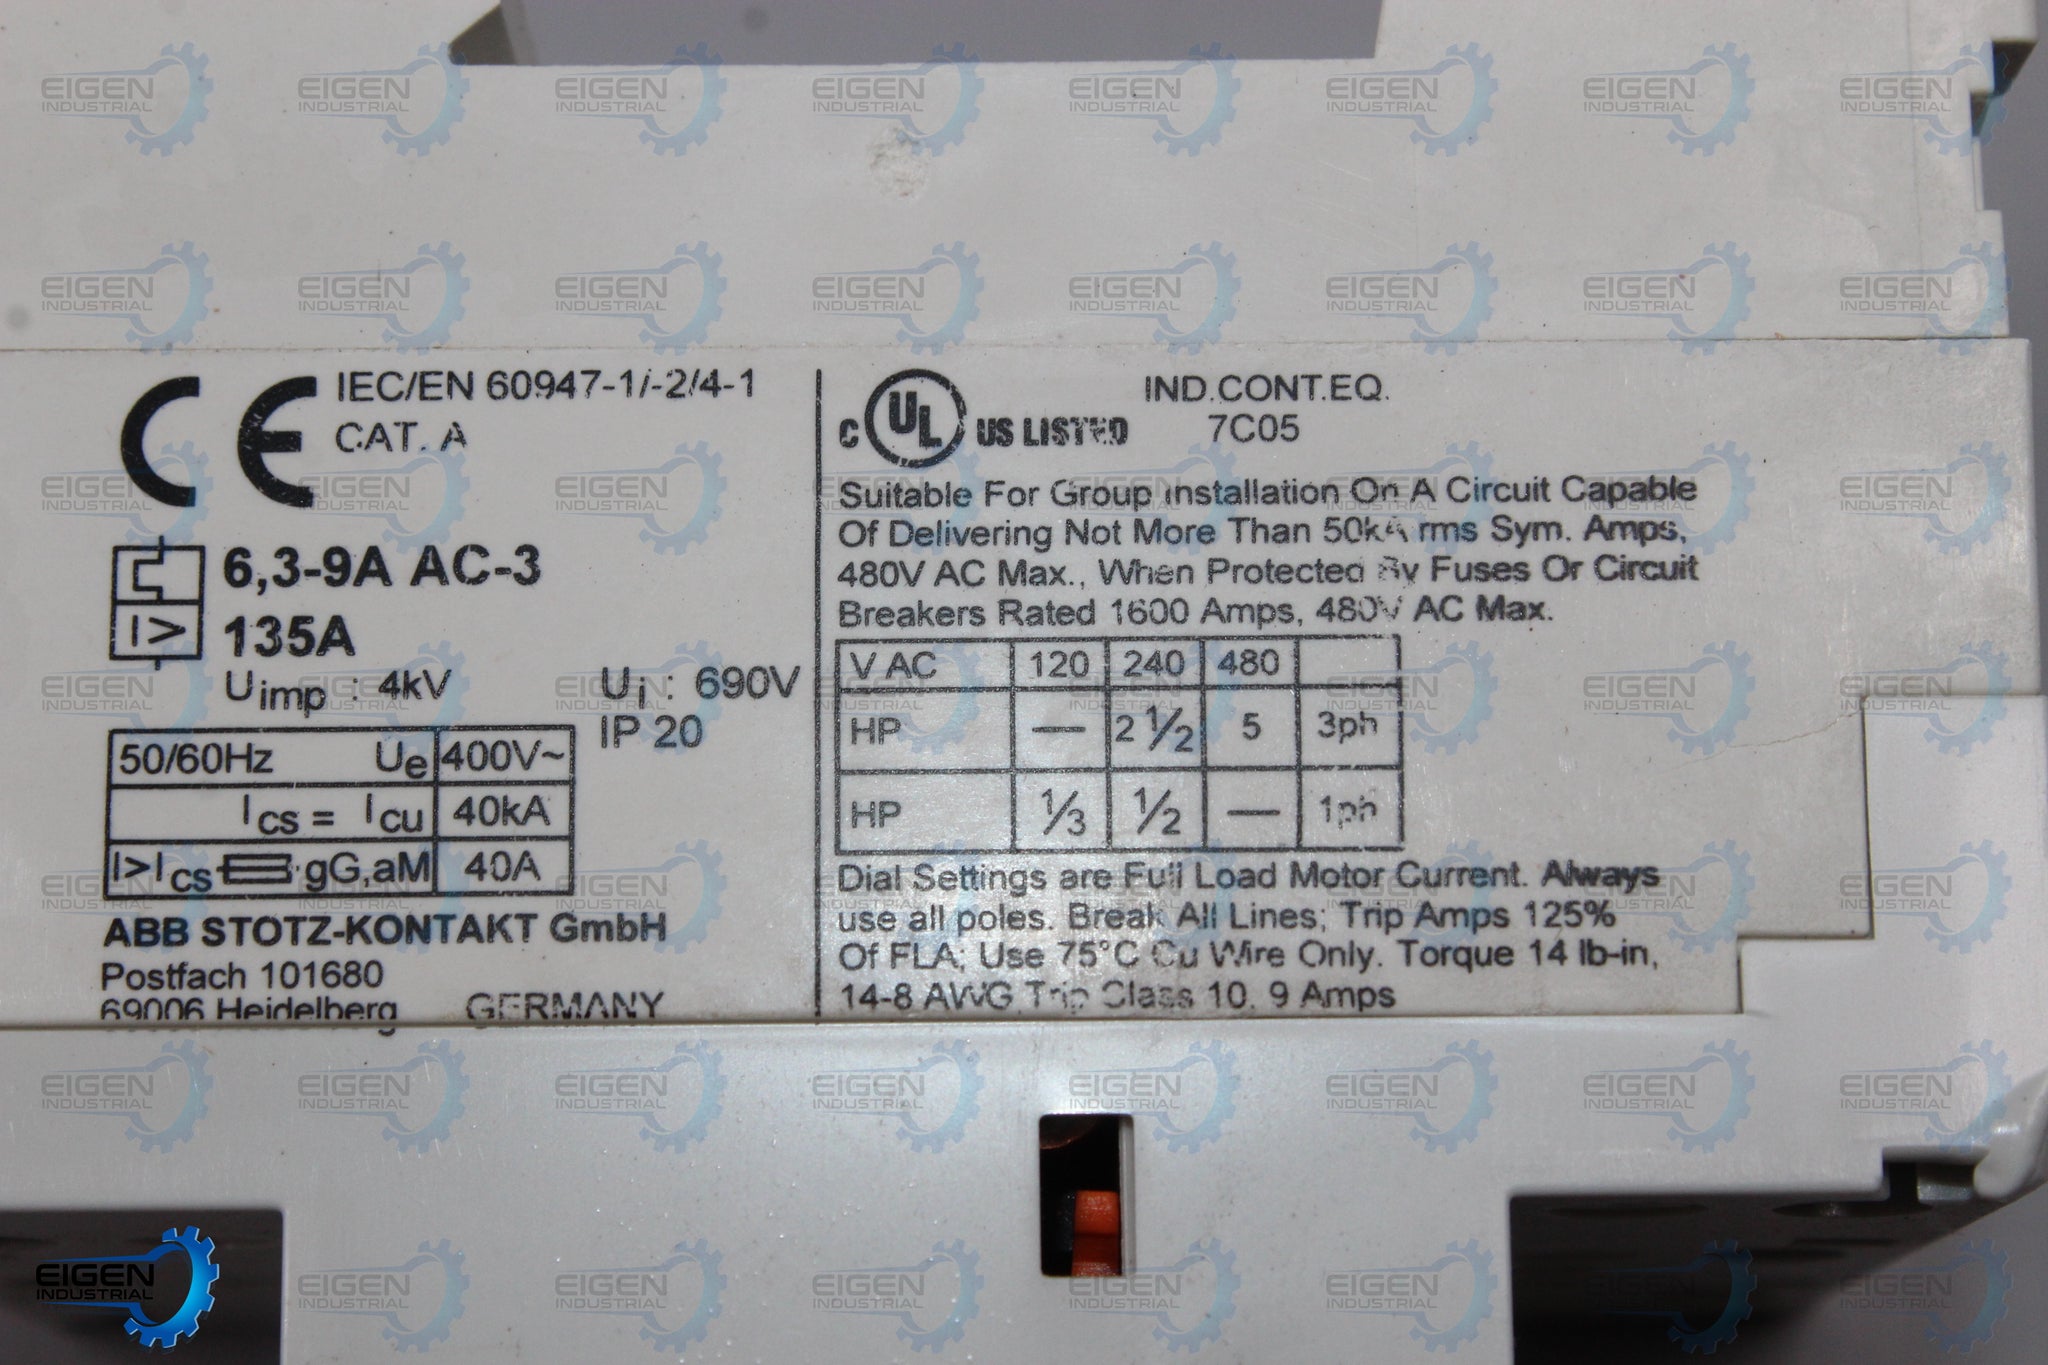 IEC/EN 60947-1/-2/4-1
CAT. A
6,3-9A AC-3
I> 135A
Uimp : 4kV
Ui : 690V
IP 20
50/60Hz Ue 400V~
Ics = Icu 40kA
I>Ics gG,aM 40A
ABB STOTZ-KONTAKT GmbH
Postfach 101680
69006 Heidelberg GERMANY
C UL US LISTED
IND.CONT.EQ.
7C05
Suitable For Group Installation On A Circuit Capable
Of Delivering Not More Than 50kA rms Sym. Amps,
480V AC Max., When Protected By Fuses Or Circuit
Breakers Rated 1600 Amps, 480V AC Max.
V AC 120 240 480
HP — 2 ½ 5 3ph
HP ⅓ ½ — 1ph
Dial Settings are Full Load Motor Current. Always
use all poles. Break All Lines; Trip Amps 125%
Of FLA; Use 75°C Cu Wire Only. Torque 14 lb-in,
14-8 AWG, Trip Class 10, 9 Amps
EIGEN
INDUSTRIAL